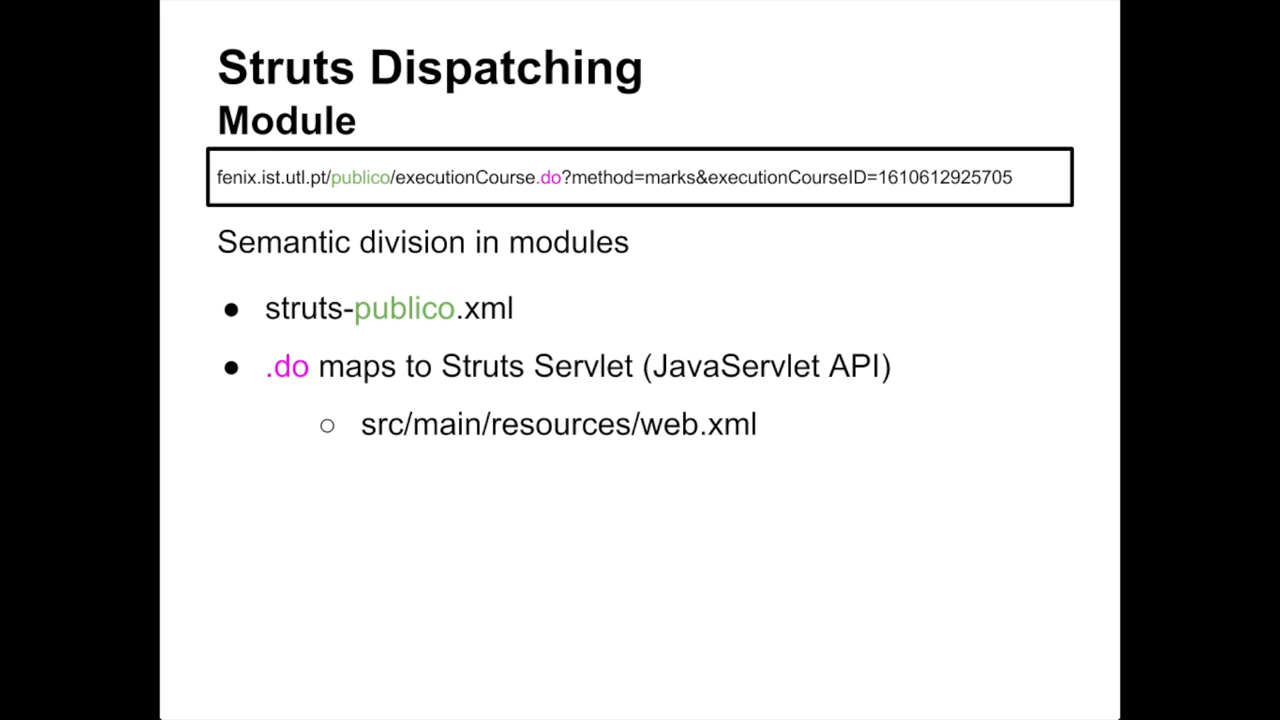 Struts Dispatching
Module
fenix.ist.utl.pt/publico/executionCourse.do?method=marks&executionCourseID=1610612925705
Semantic division in modules
● struts-publico.xml
● .do maps to Struts Servlet (JavaServlet API)
○ src/main/resources/web.xml